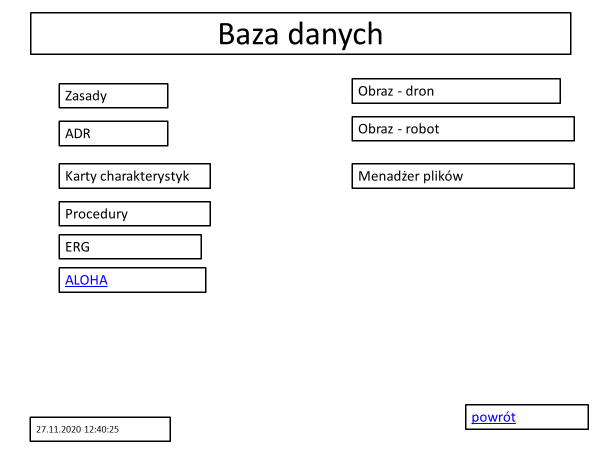 Baza danych
Zasady
ADR
Karty charakterystyk
Procedury
ERG
ALOHA
Obraz - dron
Obraz - robot
Menadżer plików
powrót
27.11.2020 12:40:25